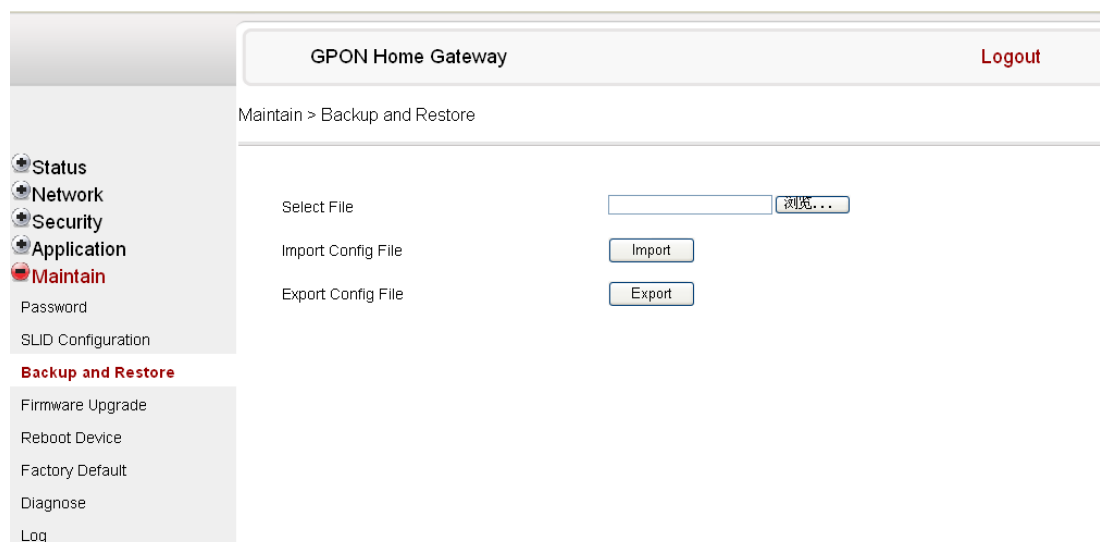 GPON Home Gateway
Logout
Maintain > Backup and Restore
Status
Network
Security
Application
Maintain
Password
SLID Configuration
Backup and Restore
Firmware Upgrade
Reboot Device
Factory Default
Diagnose
Log
Select File
浏览...
Import Config File
Import
Export Config File
Export